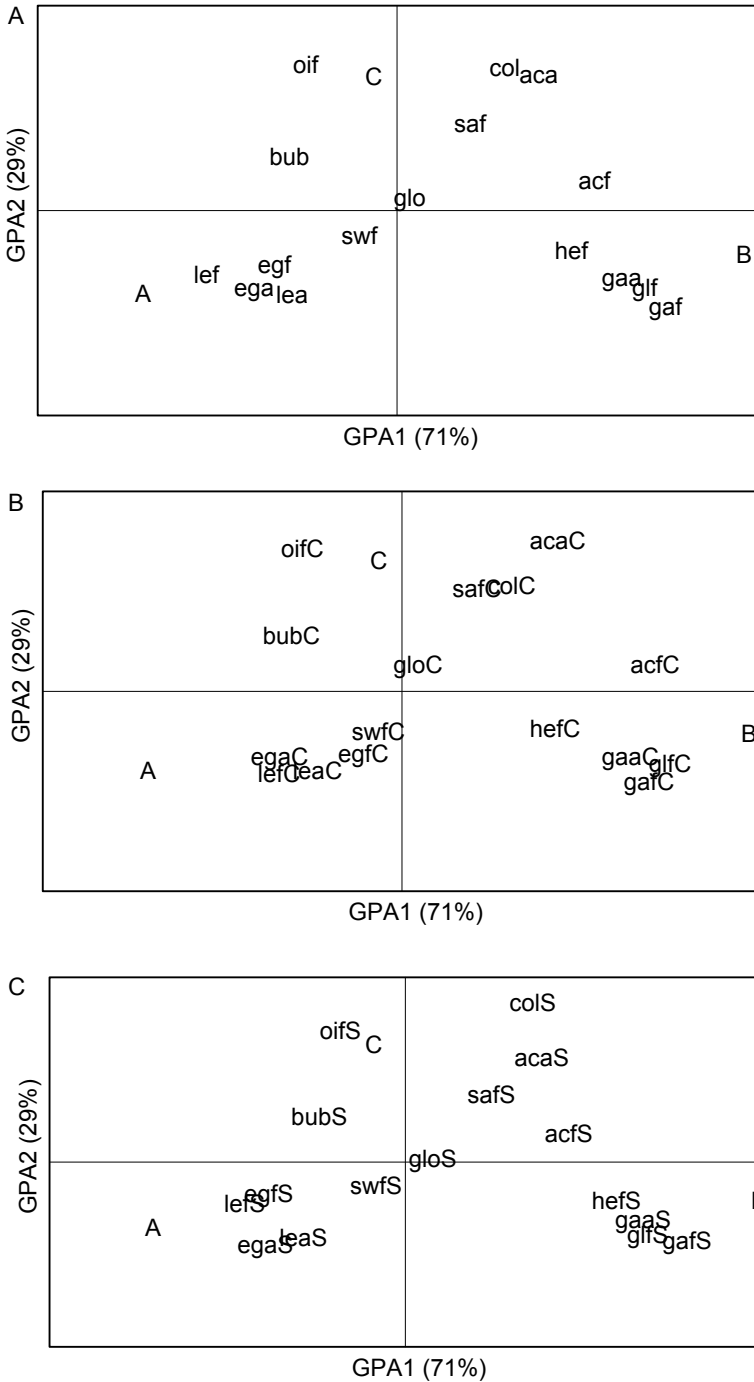 A
oif
C
col
aca
saf
bub
acf
glo
swf
hef
B
egf
lef
gaa
ega
glf
A
lea
gaf
GPA2 (29%)
GPA1 (71%)
B
acaC
oifC
C
safC
colC
bubC
gloC
acfC
swfC
hefC
B
egfC
egaC
gaaC
glfC
A
leaC
lefC
gafC
GPA2 (29%)
GPA1 (71%)
C
colS
oifS
C
acaS
safS
bubS
acfS
gloS
swfS
egfS
lefS
hefS
gaaS
A
glfS
leaS
gafS
egaS
GPA2 (29%)
GPA1 (71%)